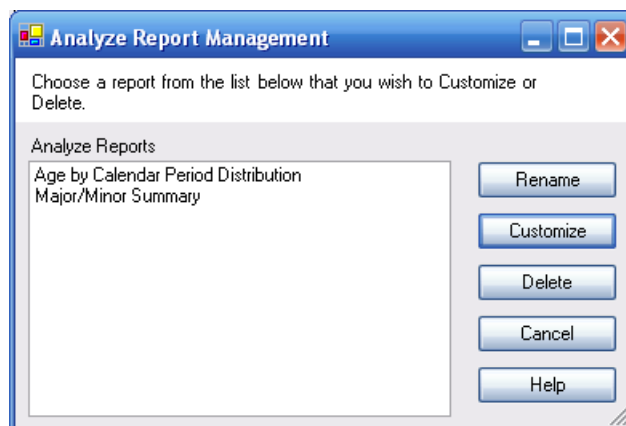 Analyze Report Management
Choose a report from the list below that you wish to Customize or
Delete.
Analyze Reports
Age by Calendar Period Distribution
Major/Minor Summary
Rename
Customize
Delete
Cancel
Help